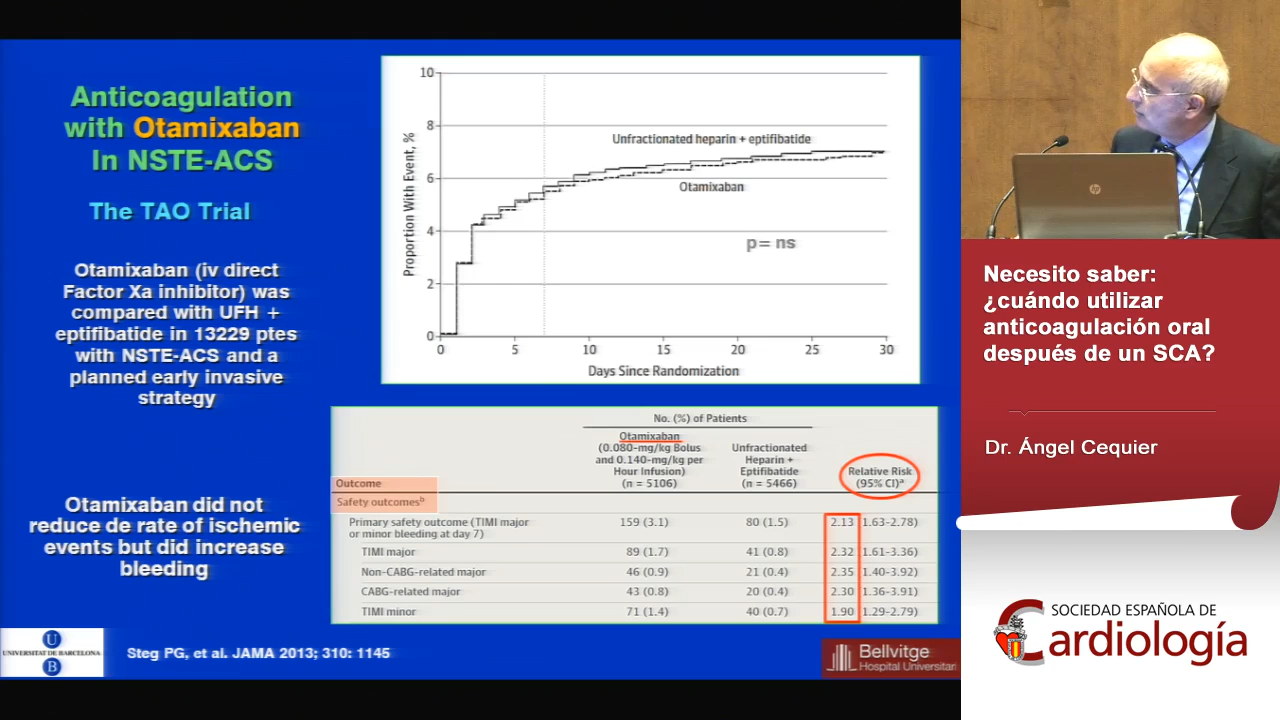 Anticoagulation
with Otamixaban
In NSTE-ACS
The TAO Trial
Otamixaban (iv direct
Factor Xa inhibitor) was
compared with UFH +
eptifibatide in 13229 ptes
with NSTE-ACS and a
planned early invasive
strategy
Otamixaban did not
reduce de rate of ischemic
events but did increase
bleeding
Proportion With Event, %
10
8
6
4
2
0
Unfractionated heparin + eptifibatide
Otamixaban
p= ns
0 5 10 15 20 25 30
Days Since Randomization
No. (%) of Patients
Outcome
Otamixaban
(0.080-mg/kg Bolus
and 0.140-mg/kg per
Hour Infusion)
(n = 5106)
Unfractionated
Heparin +
Eptifibatide
(n = 5466)
Relative Risk
(95% CI)a
Safety outcomesb
Primary safety outcome (TIMI major
or minor bleeding at day 7) 159 (3.1) 80 (1.5) 2.13 (1.63-2.78)
TIMI major 89 (1.7) 41 (0.8) 2.32 (1.61-3.36)
Non-CABG-related major 46 (0.9) 21 (0.4) 2.35 (1.40-3.92)
CABG-related major 43 (0.8) 20 (0.4) 2.30 (1.36-3.91)
TIMI minor 71 (1.4) 40 (0.7) 1.90 (1.29-2.79)
U
UNIVERSITAT DE BARCELONA
B
Steg PG, et al. JAMA 2013; 310: 1145
Bellvitge
Hospital Universitari
hp
Necesito saber:
¿cuándo utilizar
anticoagulación oral
después de un SCA?
Dr. Ángel Cequier
SOCIEDAD ESPAÑOLA DE
Cardiología